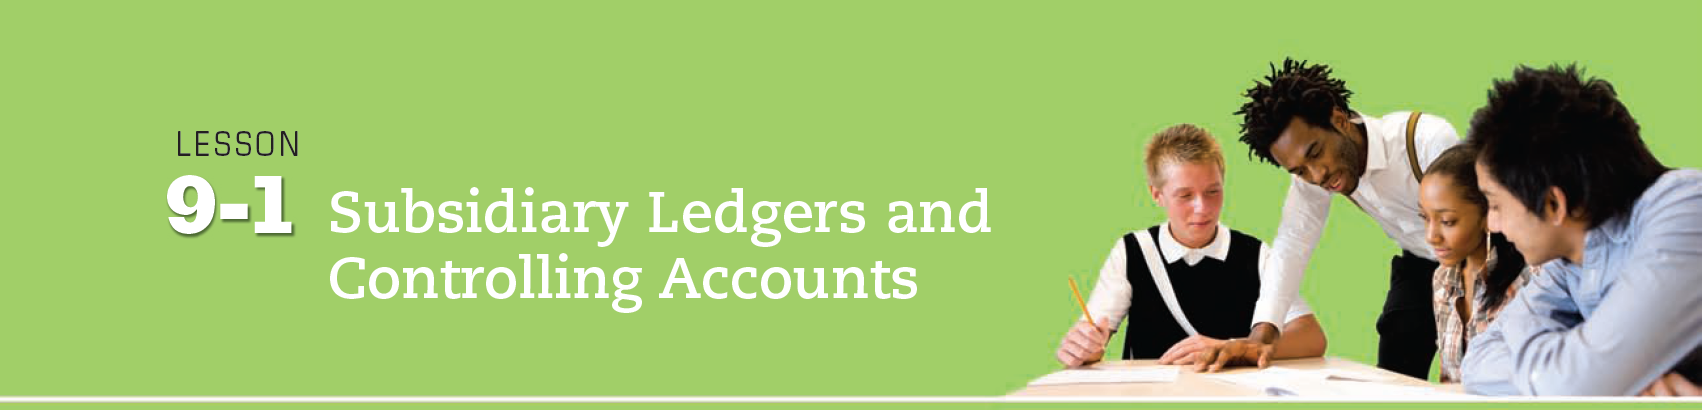 LESSON
9-1 Subsidiary Ledgers and
Controlling Accounts